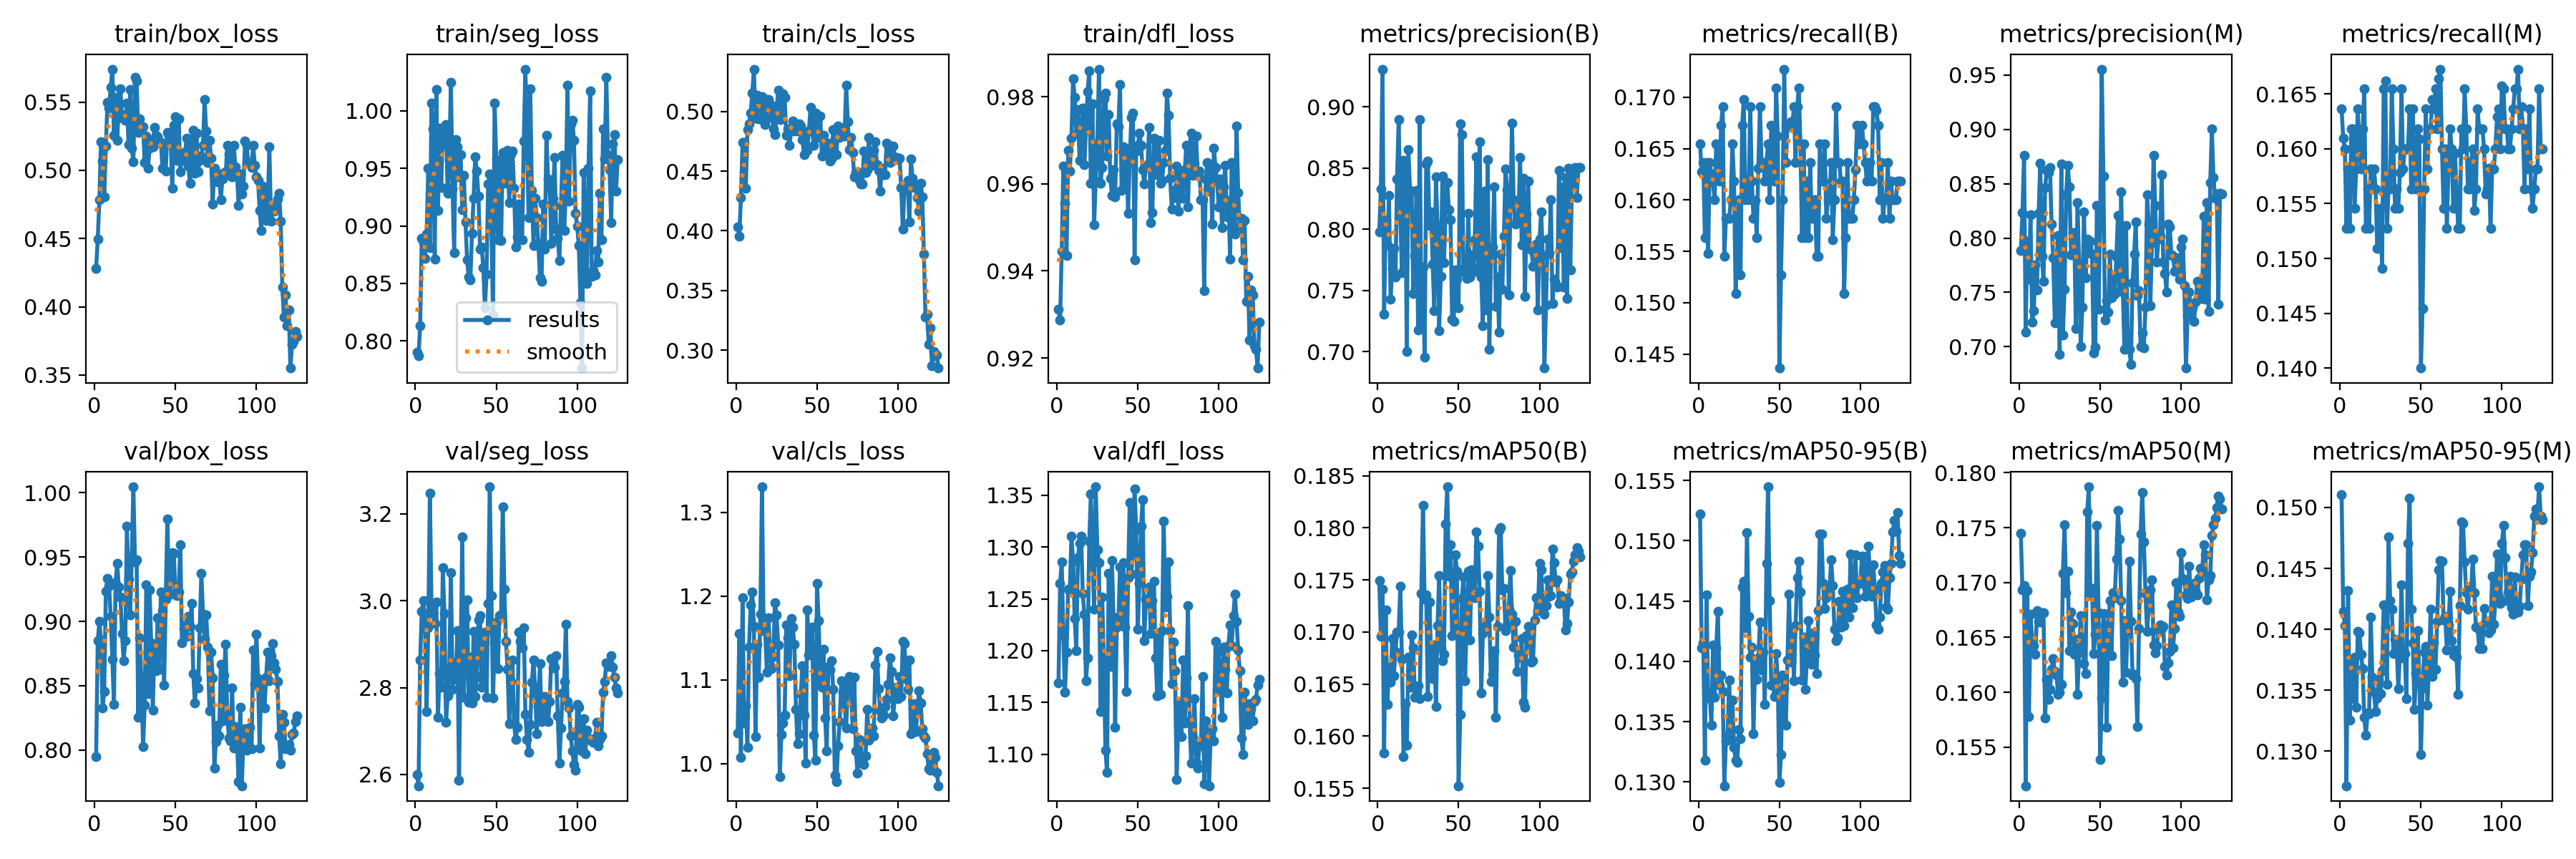 train/box_loss
train/seg_loss
train/cls_loss
train/dfl_loss
metrics/precision(B)
metrics/recall(B)
metrics/precision(M)
metrics/recall(M)
0.55
0.50
0.45
0.40
0.35
0 50 100
1.00
0.95
0.90
0.85
0.80
results
smooth
0 50 100
0.50
0.45
0.40
0.35
0.30
0 50 100
0.98
0.96
0.94
0.92
0 50 100
0.90
0.85
0.80
0.75
0.70
0 50 100
0.170
0.165
0.160
0.155
0.150
0.145
0 50 100
0.95
0.90
0.85
0.80
0.75
0.70
0 50 100
0.165
0.160
0.155
0.150
0.145
0.140
0 50 100
val/box_loss
val/seg_loss
val/cls_loss
val/dfl_loss
metrics/mAP50(B)
metrics/mAP50-95(B)
metrics/mAP50(M)
metrics/mAP50-95(M)
1.00
0.95
0.90
0.85
0.80
0 50 100
3.2
3.0
2.8
2.6
0 50 100
1.3
1.2
1.1
1.0
0 50 100
1.35
1.30
1.25
1.20
1.15
1.10
0 50 100
0.185
0.180
0.175
0.170
0.165
0.160
0.155
0 50 100
0.155
0.150
0.145
0.140
0.135
0.130
0 50 100
0.180
0.175
0.170
0.165
0.160
0.155
0 50 100
0.150
0.145
0.140
0.135
0.130
0 50 100